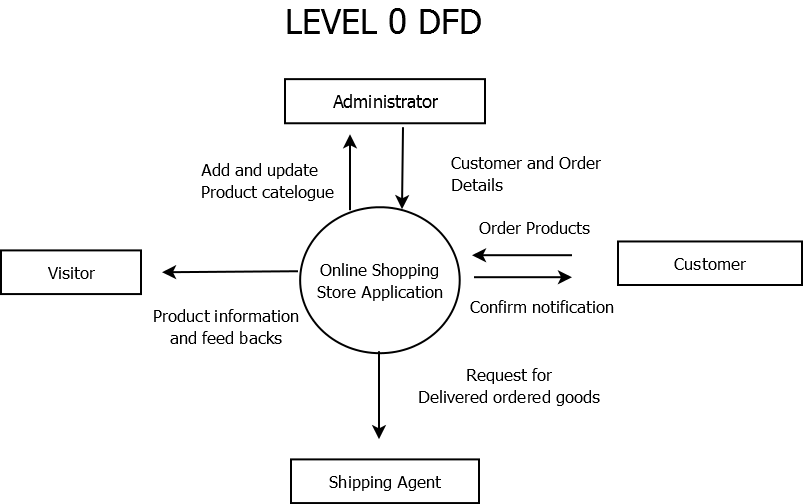 LEVEL 0 DFD
Administrator
Add and update
Product catelogue
Customer and Order
Details
Order Products
Visitor
Online Shopping
Store Application
Customer
Confirm notification
Product information
and feed backs
Request for
Delivered ordered goods
Shipping Agent